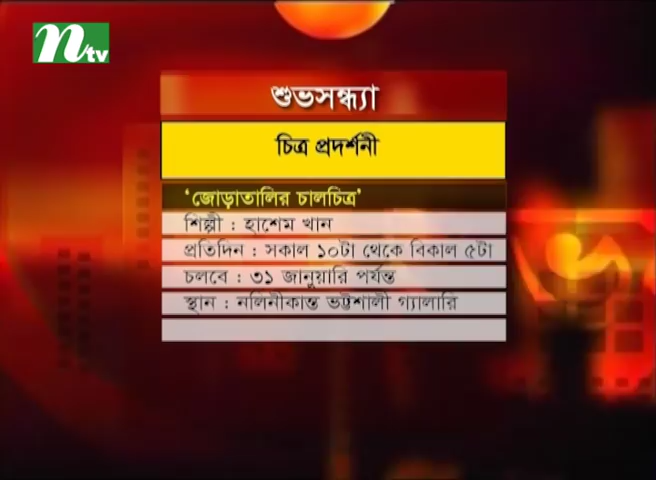 ntv
শুভসন্ধ্যা
চিত্র প্রদর্শনী
‘জোড়াতালির চালচিত্র’
শিল্পী : হাশেম খান
প্রতিদিন : সকাল ১০টা থেকে বিকাল ৫টা
চলবে : ৩১ জানুয়ারি পর্যন্ত
স্থান : নলিনীকান্ত ভট্টশালী গ্যালারি